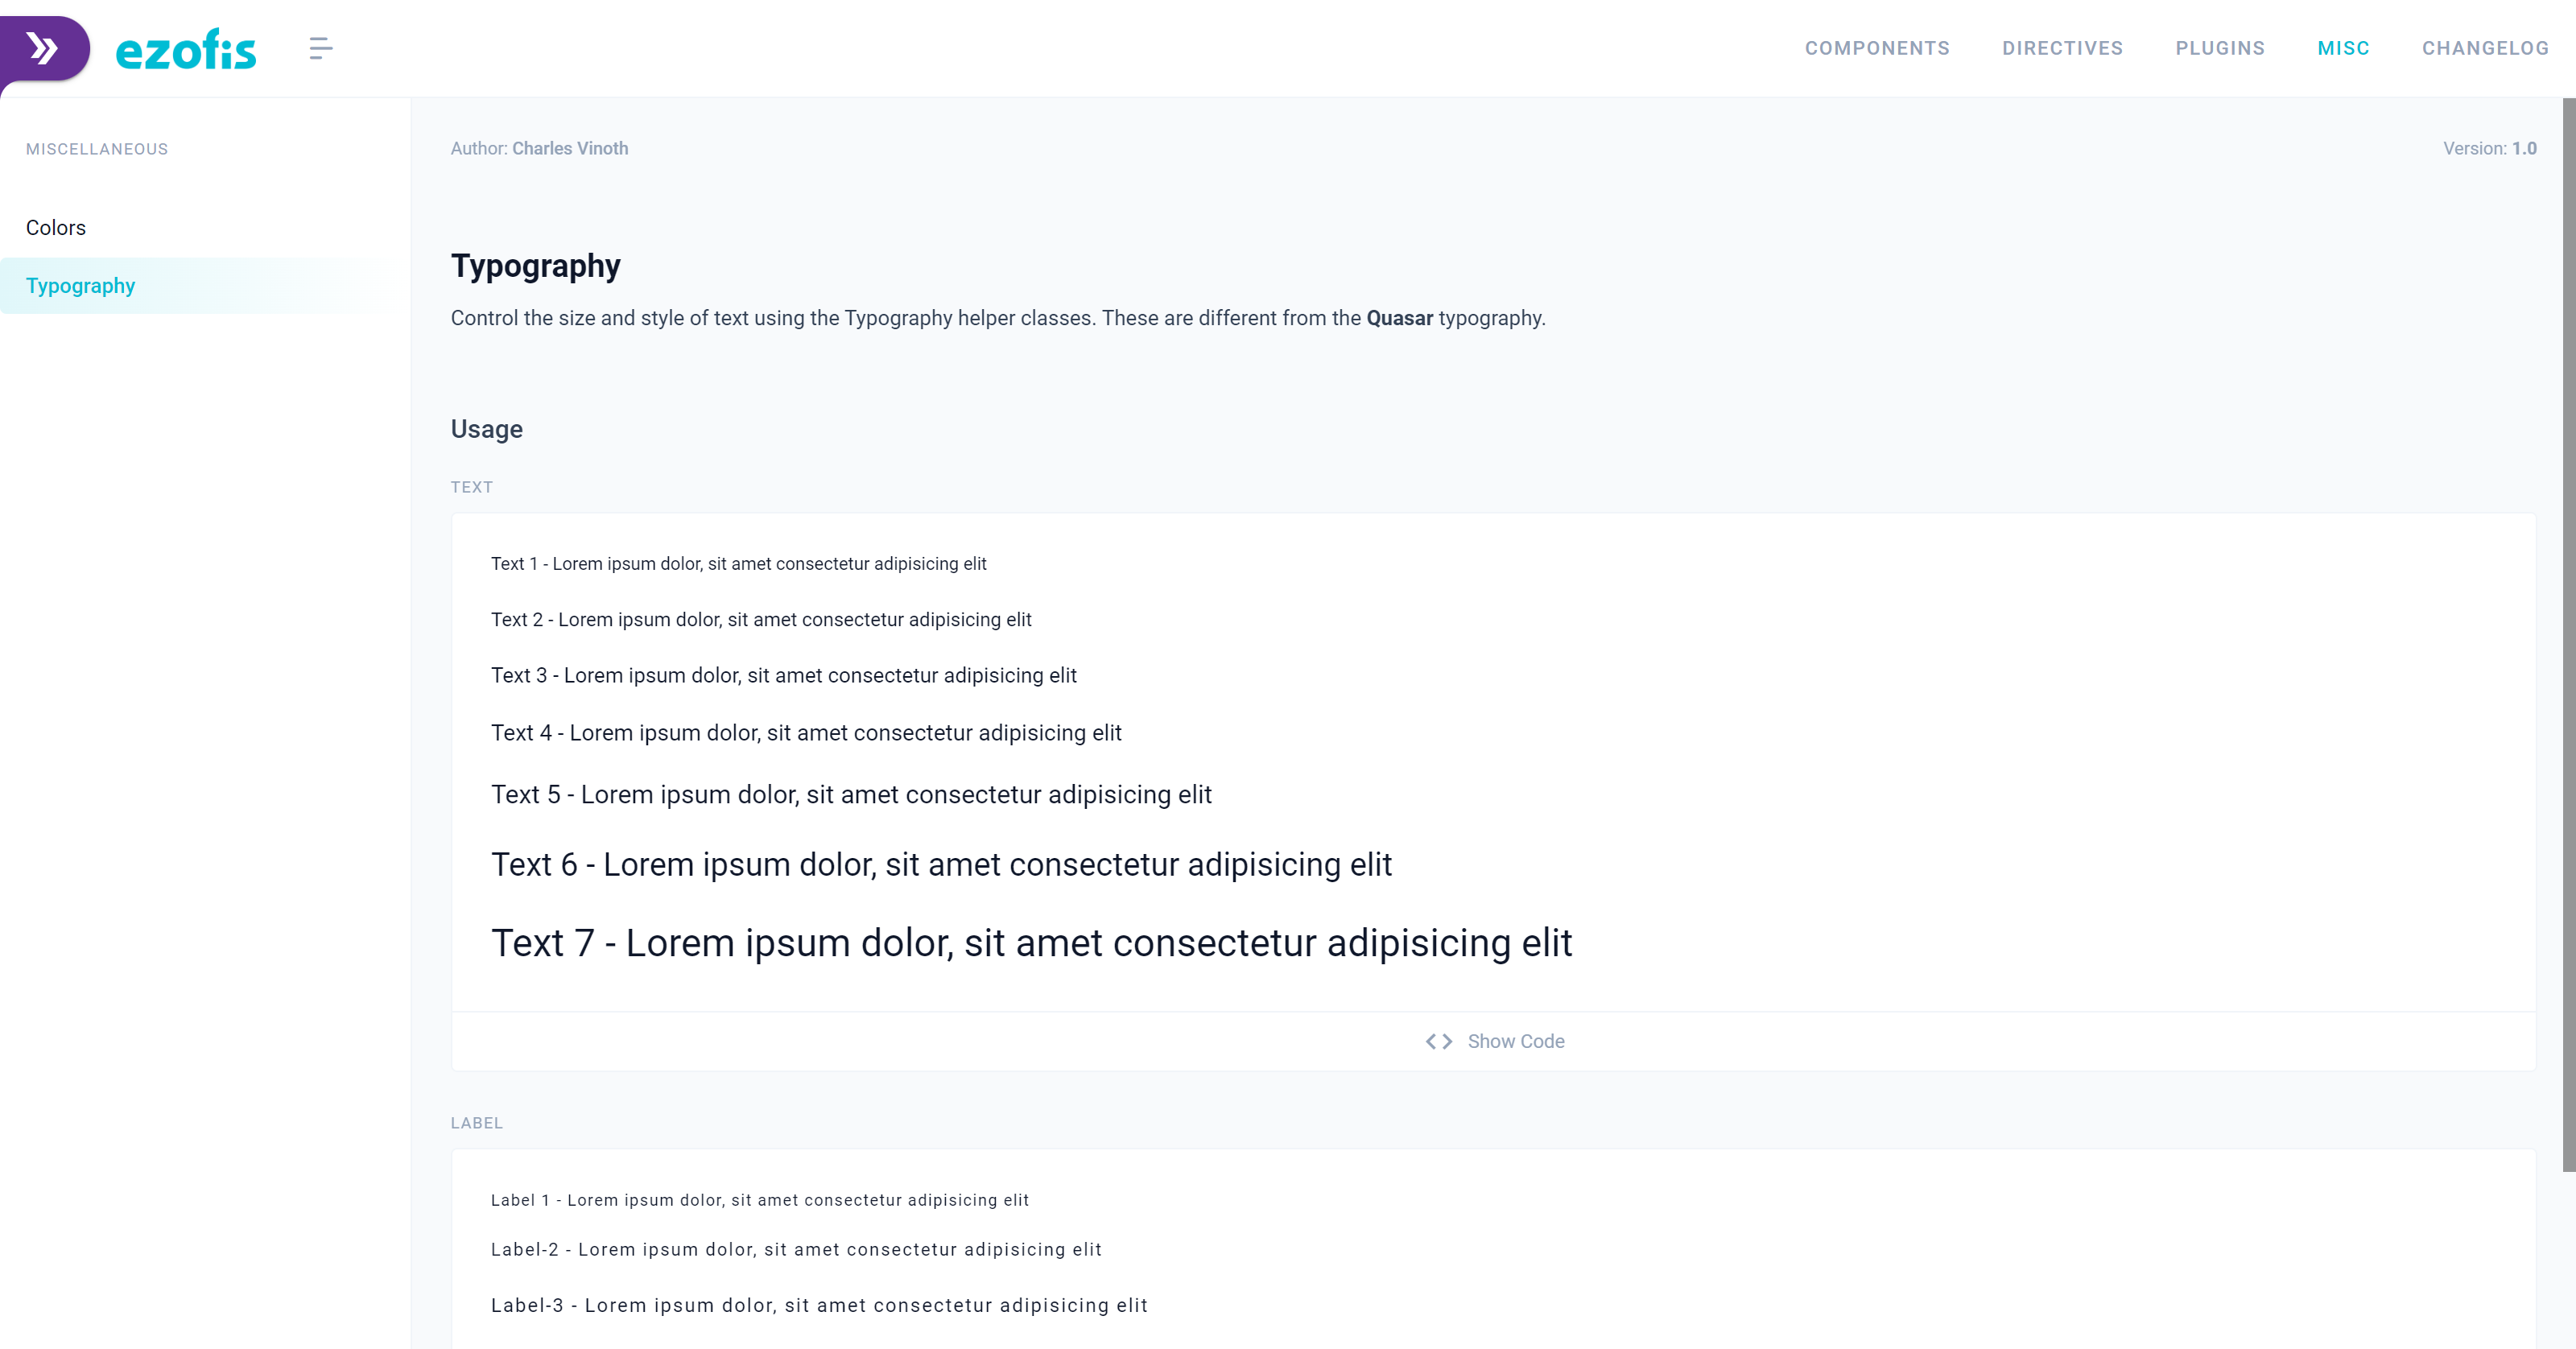 ezofis
COMPONENTS DIRECTIVES PLUGINS MISC CHANGELOG
MISCELLANEOUS
Colors
Typography
Author: Charles Vinoth
Version: 1.0
Typography
Control the size and style of text using the Typography helper classes. These are different from the Quasar typography.
Usage
TEXT
Text 1 - Lorem ipsum dolor, sit amet consectetur adipisicing elit
Text 2 - Lorem ipsum dolor, sit amet consectetur adipisicing elit
Text 3 - Lorem ipsum dolor, sit amet consectetur adipisicing elit
Text 4 - Lorem ipsum dolor, sit amet consectetur adipisicing elit
Text 5 - Lorem ipsum dolor, sit amet consectetur adipisicing elit
Text 6 - Lorem ipsum dolor, sit amet consectetur adipisicing elit
Text 7 - Lorem ipsum dolor, sit amet consectetur adipisicing elit
Show Code
LABEL
Label 1 - Lorem ipsum dolor, sit amet consectetur adipisicing elit
Label-2 - Lorem ipsum dolor, sit amet consectetur adipisicing elit
Label-3 - Lorem ipsum dolor, sit amet consectetur adipisicing elit